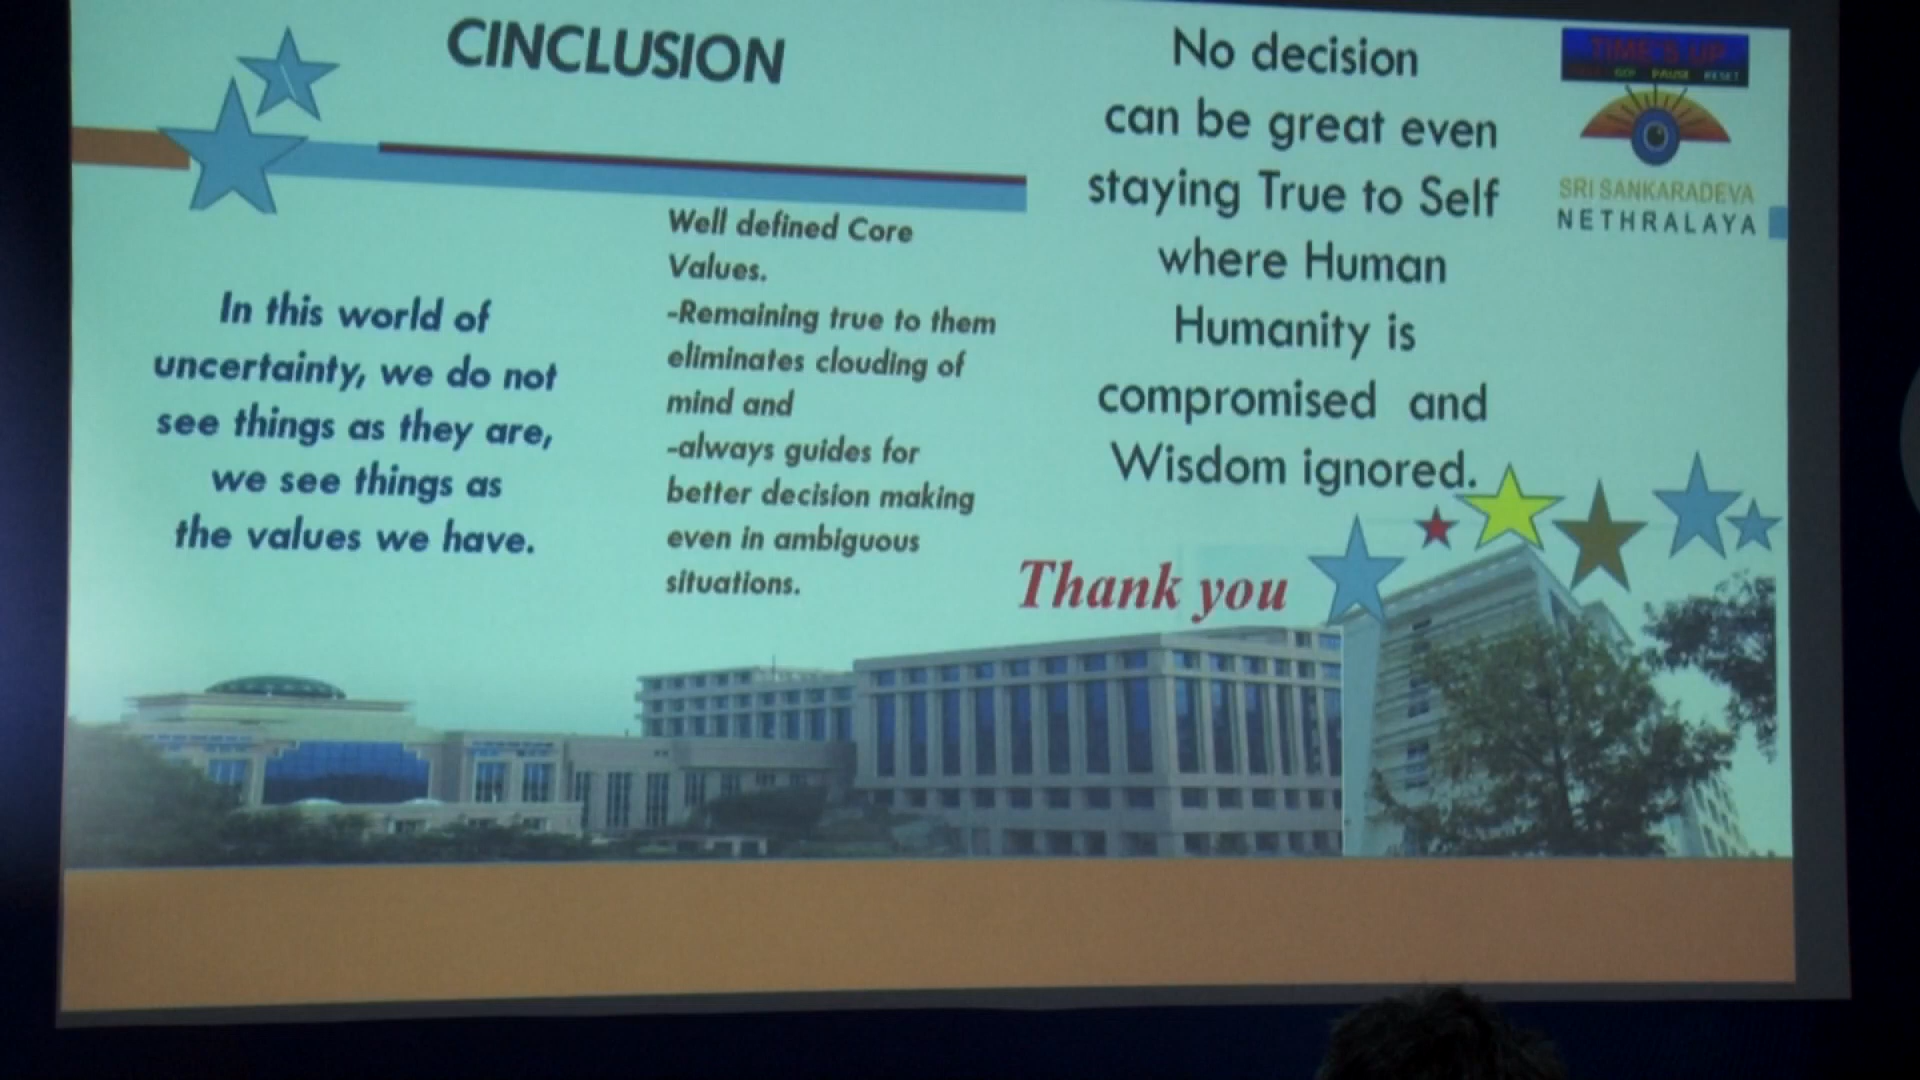 CINCLUSION
In this world of
uncertainty, we do not
see things as they are,
we see things as
the values we have.
Well defined Core
Values.
-Remaining true to them
eliminates clouding of
mind and
-always guides for
better decision making
even in ambiguous
situations.
No decision
can be great even
staying True to Self
where Human
Humanity is
compromised and
Wisdom ignored.
Thank you
TIME'S UP
GO! PAUSE RESET
SRI SANKARADEVA
NETHRALAYA